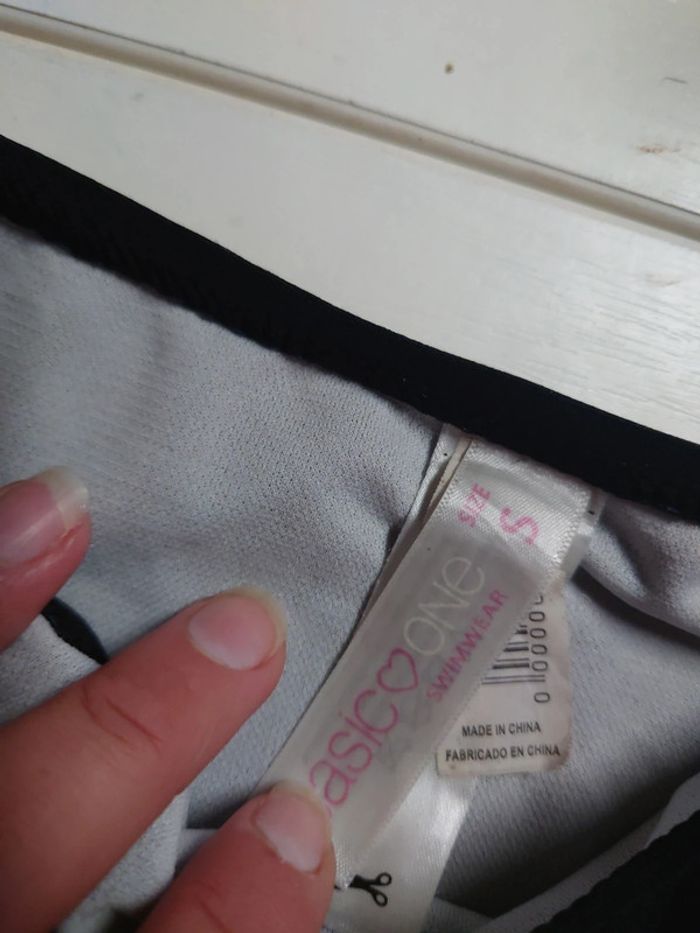 SIZE
S
asic♡ONE
SWIMWEAR
MADE IN CHINA
FABRICADO EN CHINA